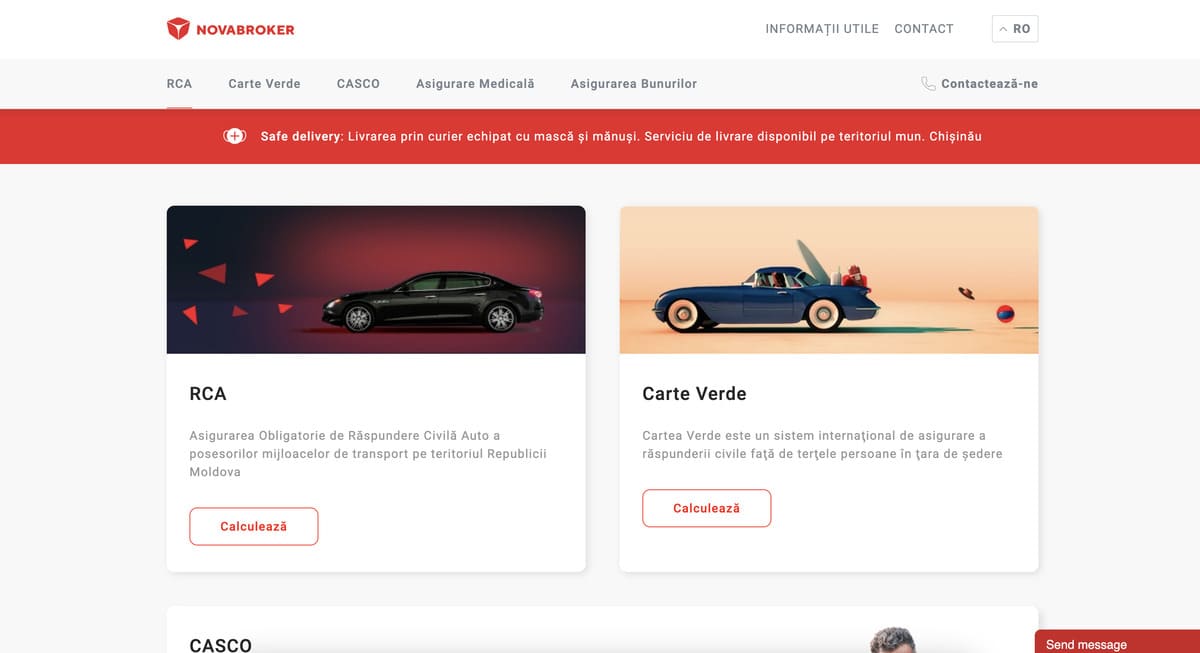 NOVABROKER
INFORMAȚII UTILE CONTACT RO
RCA Carte Verde CASCO Asigurare Medicală Asigurarea Bunurilor Contactează-ne
Safe delivery: Livrarea prin curier echipat cu mască și mănuși. Serviciu de livrare disponibil pe teritoriul mun. Chișinău
RCA
Asigurarea Obligatorie de Răspundere Civilă Auto a
posesorilor mijloacelor de transport pe teritoriul Republicii
Moldova
Calculează
Carte Verde
Cartea Verde este un sistem internaţional de asigurare a
răspunderii civile faţă de terţele persoane în ţara de ședere
Calculează
CASCO
Send message